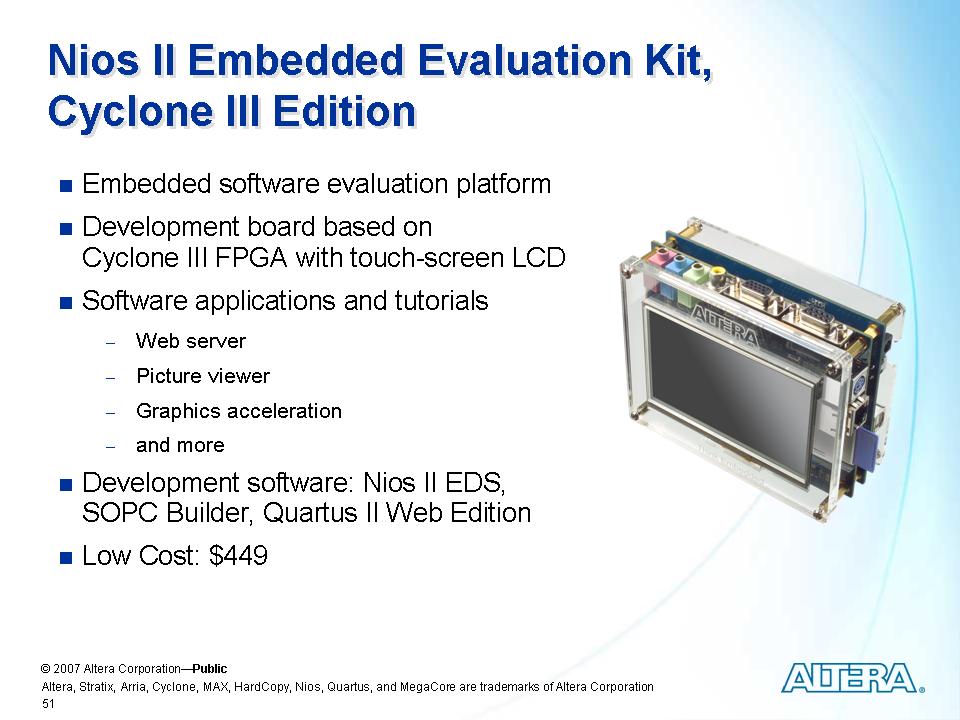 Nios II Embedded Evaluation Kit,
Cyclone III Edition
Embedded software evaluation platform
Development board based on
Cyclone III FPGA with touch-screen LCD
Software applications and tutorials
– Web server
– Picture viewer
– Graphics acceleration
– and more
Development software: Nios II EDS,
SOPC Builder, Quartus II Web Edition
Low Cost: $449
ALTERA
© 2007 Altera Corporation—Public
Altera, Stratix, Arria, Cyclone, MAX, HardCopy, Nios, Quartus, and MegaCore are trademarks of Altera Corporation
51
ALTERA®